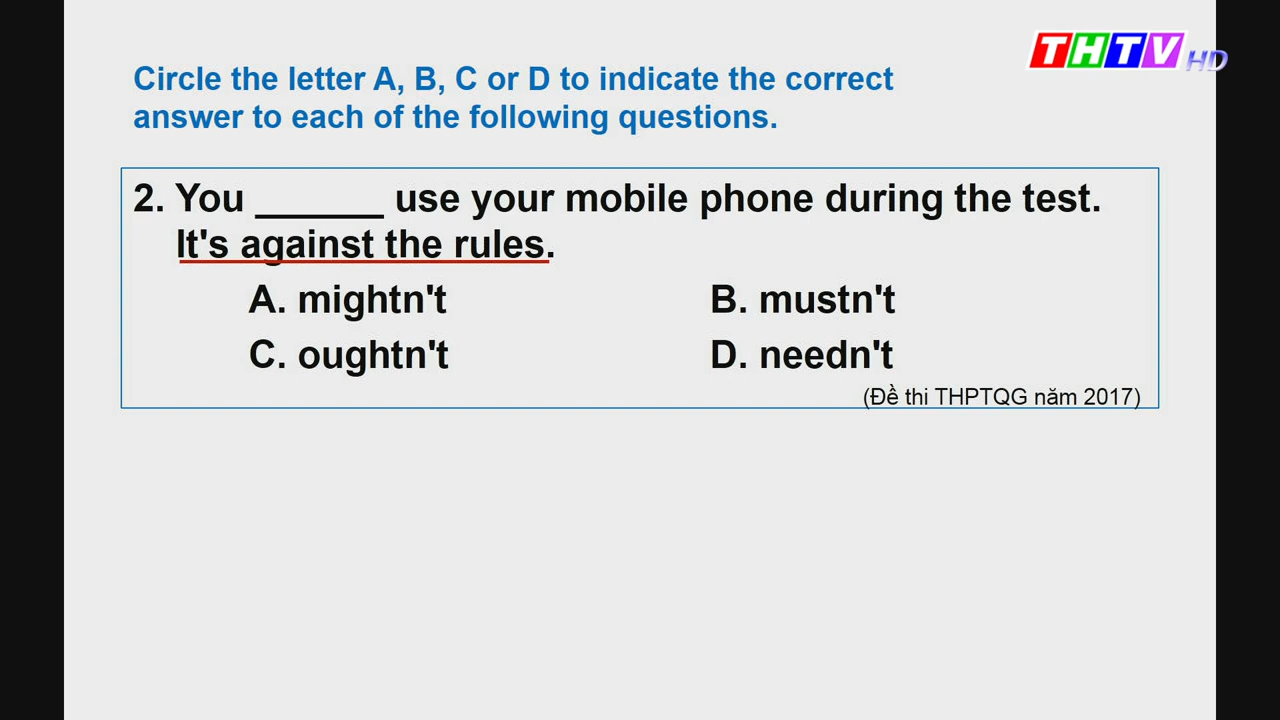 THTV HD
Circle the letter A, B, C or D to indicate the correct
answer to each of the following questions.
2. You ______ use your mobile phone during the test.
It's against the rules.
A. mightn't B. mustn't
C. oughtn't D. needn't
(Đề thi THPTQG năm 2017)